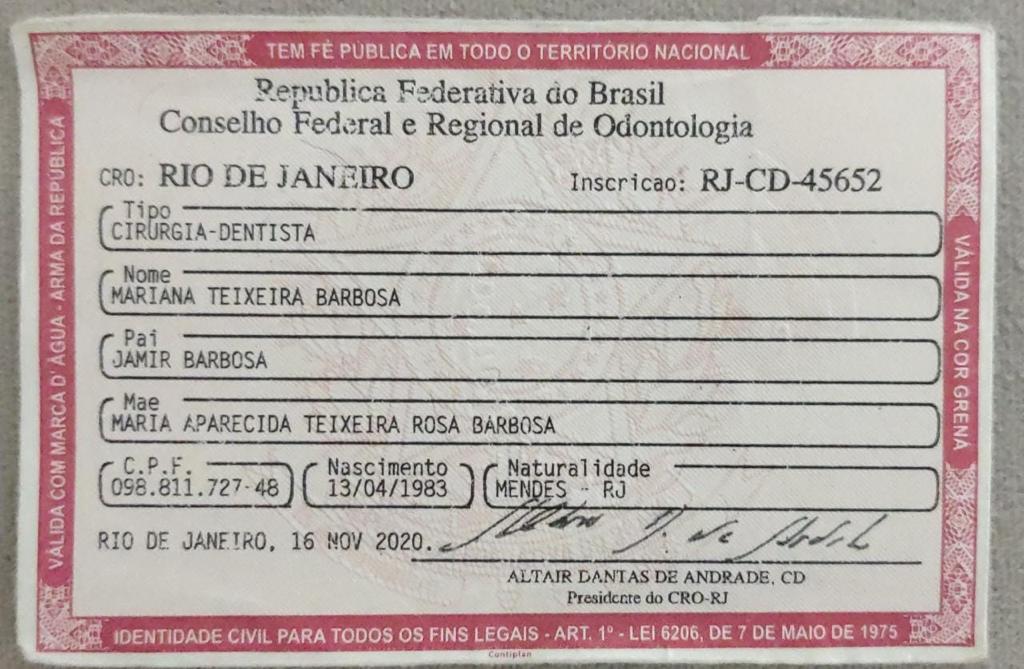 TEM FÉ PÚBLICA EM TODO O TERRITÓRIO NACIONAL
Republica Federativa do Brasil
Conselho Federal e Regional de Odontologia
CRO: RIO DE JANEIRO Inscricao: RJ-CD-45652
Tipo
CIRURGIA-DENTISTA
Nome
MARIANA TEIXEIRA BARBOSA
Pai
JAMIR BARBOSA
Mae
MARIA APARECIDA TEIXEIRA ROSA BARBOSA
C.P.F. Nascimento Naturalidade
098.811.727-48 13/04/1983 MENDES - RJ
RIO DE JANEIRO, 16 NOV 2020.
ALTAIR DANTAS DE ANDRADE, CD
Presidente do CRO-RJ
IDENTIDADE CIVIL PARA TODOS OS FINS LEGAIS - ART. 1º - LEI 6206, DE 7 DE MAIO DE 1975
Contiplan
VÁLIDA COM MARCA D'ÁGUA - ARMA DA REPÚBLICA
VÁLIDA NA COR GRENÁ